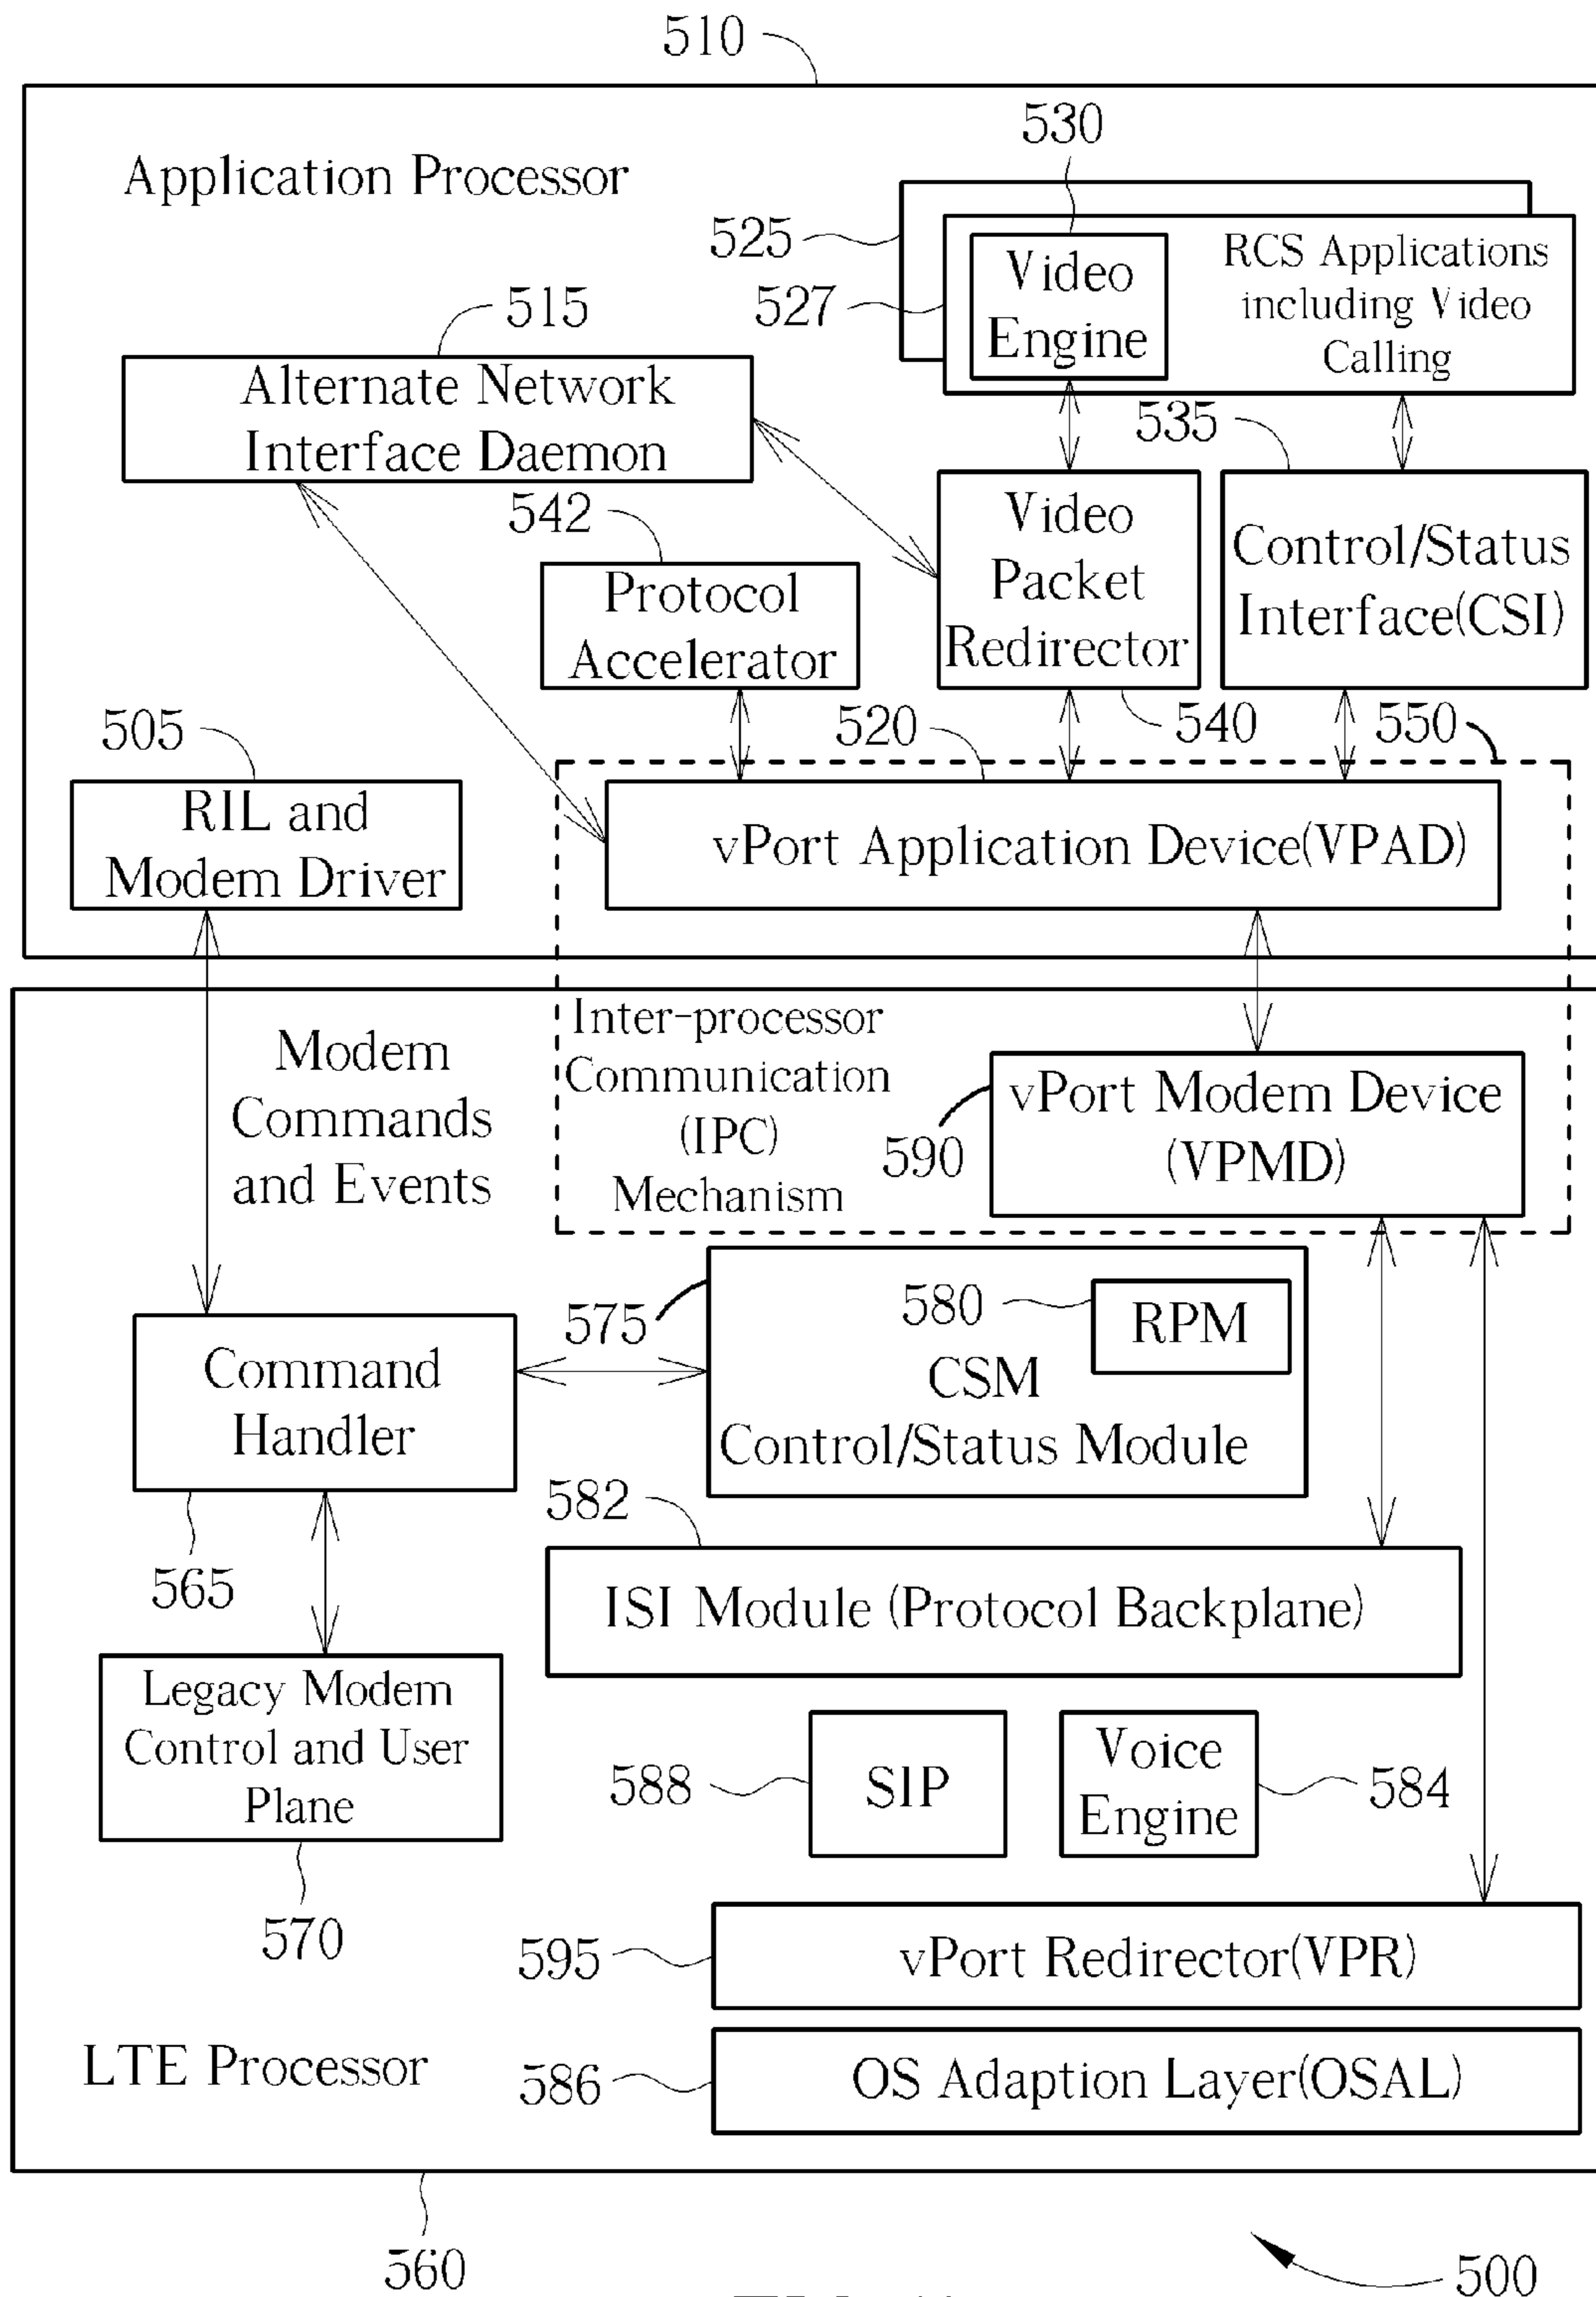 510
Application Processor
530
525
527
Video
Engine
RCS Applications
including Video
Calling
515
Alternate Network
Interface Daemon
535
542
Protocol
Accelerator
Video
Packet
Redirector
Control/Status
Interface(CSI)
505
520
540
550
RIL and
Modem Driver
vPort Application Device(VPAD)
Modem
Commands
and Events
Inter-processor
Communication
(IPC)
Mechanism
590
vPort Modem Device
(VPMD)
575
580
RPM
CSM
Control/Status Module
Command
Handler
565
582
ISI Module (Protocol Backplane)
Legacy Modem
Control and User
Plane
570
588
SIP
Voice
Engine
584
595
vPort Redirector(VPR)
LTE Processor
586
OS Adaption Layer(OSAL)
560
500